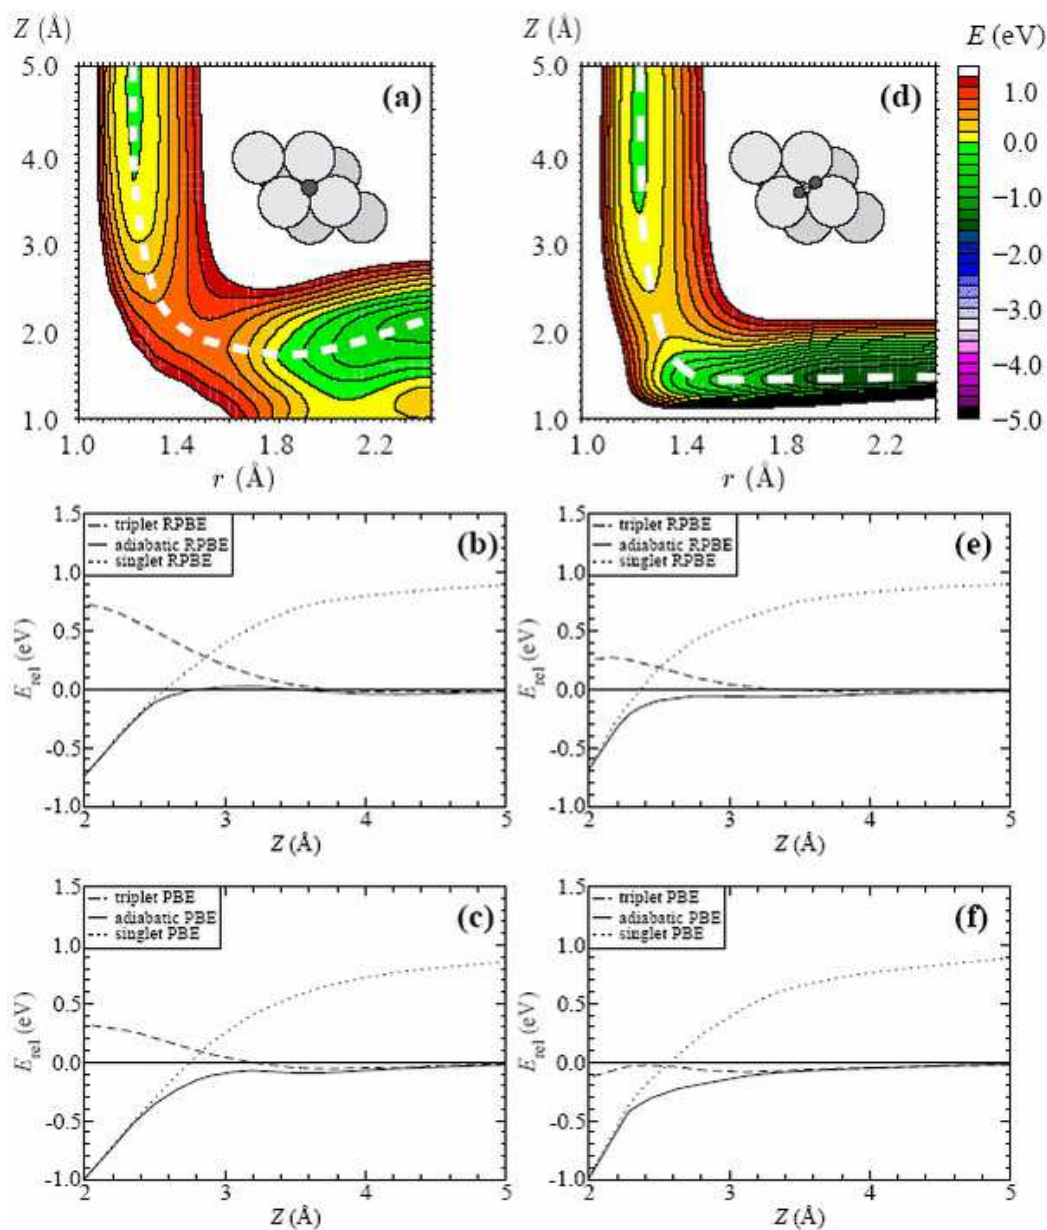 Z (Å)
5.0
4.0
3.0
2.0
1.0
(a)
1.0 1.4 1.8 2.2
r (Å)
Z (Å)
5.0
4.0
3.0
2.0
1.0
(d)
1.0 1.4 1.8 2.2
r (Å)
E (eV)
1.0
0.0
−1.0
−2.0
−3.0
−4.0
−5.0
1.5
1.0
0.5
0.0
-0.5
-1.0
E rel (eV)
triplet RPBE
adiabatic RPBE
singlet RPBE
(b)
2 3 4 5
Z (Å)
1.5
1.0
0.5
0.0
-0.5
-1.0
E rel (eV)
triplet RPBE
adiabatic RPBE
singlet RPBE
(e)
2 3 4 5
Z (Å)
1.5
1.0
0.5
0.0
-0.5
-1.0
E rel (eV)
triplet PBE
adiabatic PBE
singlet PBE
(c)
2 3 4 5
Z (Å)
1.5
1.0
0.5
0.0
-0.5
-1.0
E rel (eV)
triplet PBE
adiabatic PBE
singlet PBE
(f)
2 3 4 5
Z (Å)